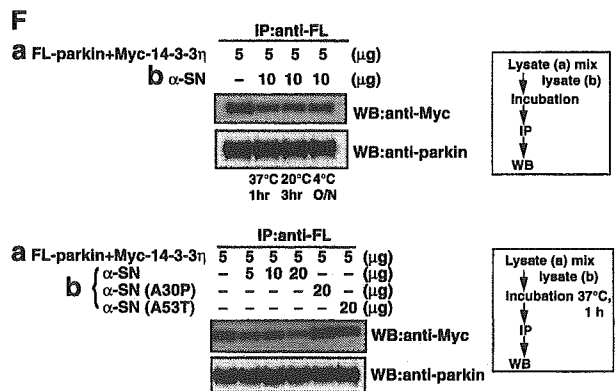 F
IP:anti-FL
a FL-parkin+Myc-14-3-3η 5 5 5 5 (μg)
b α-SN – 10 10 10 (μg)
WB:anti-Myc
WB:anti-parkin
37°C 20°C 4°C
1hr 3hr O/N
Lysate (a) mix
lysate (b)
Incubation
IP
WB
IP:anti-FL
a FL-parkin+Myc-14-3-3η 5 5 5 5 5 5 (μg)
b { α-SN – 5 10 20 – – (μg)
α-SN (A30P) – – – – 20 – (μg)
α-SN (A53T) – – – – – 20 (μg)
WB:anti-Myc
WB:anti-parkin
Lysate (a) mix
lysate (b)
Incubation 37°C,
1 h
IP
WB